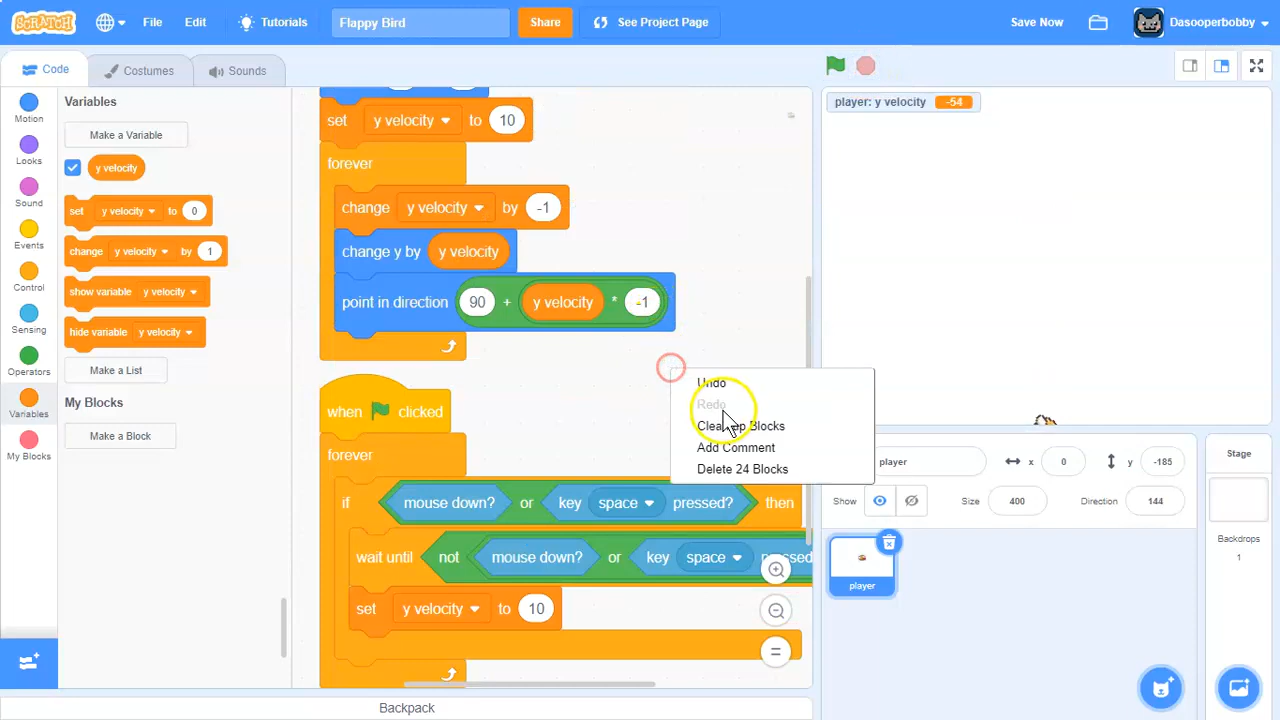 SCRATCH
File
Edit
Tutorials
Flappy Bird
Share
See Project Page
Save Now
Dasooperbobby
Code
Costumes
Sounds
Motion
Looks
Sound
Events
Control
Sensing
Operators
Variables
My Blocks
Variables
Make a Variable
y velocity
set y velocity to 0
change y velocity by 1
show variable y velocity
hide variable y velocity
Make a List
My Blocks
Make a Block
set y velocity to 10
forever
change y velocity by -1
change y by y velocity
point in direction 90 + y velocity * -1
when clicked
forever
if mouse down? or key space pressed? then
wait until not mouse down? or key space
set y velocity to 10
Undo
Redo
Clean up Blocks
Add Comment
Delete 24 Blocks
Backpack
player: y velocity -54
player
x 0
y -185
Show
Size 400
Direction 144
player
Stage
Backdrops
1